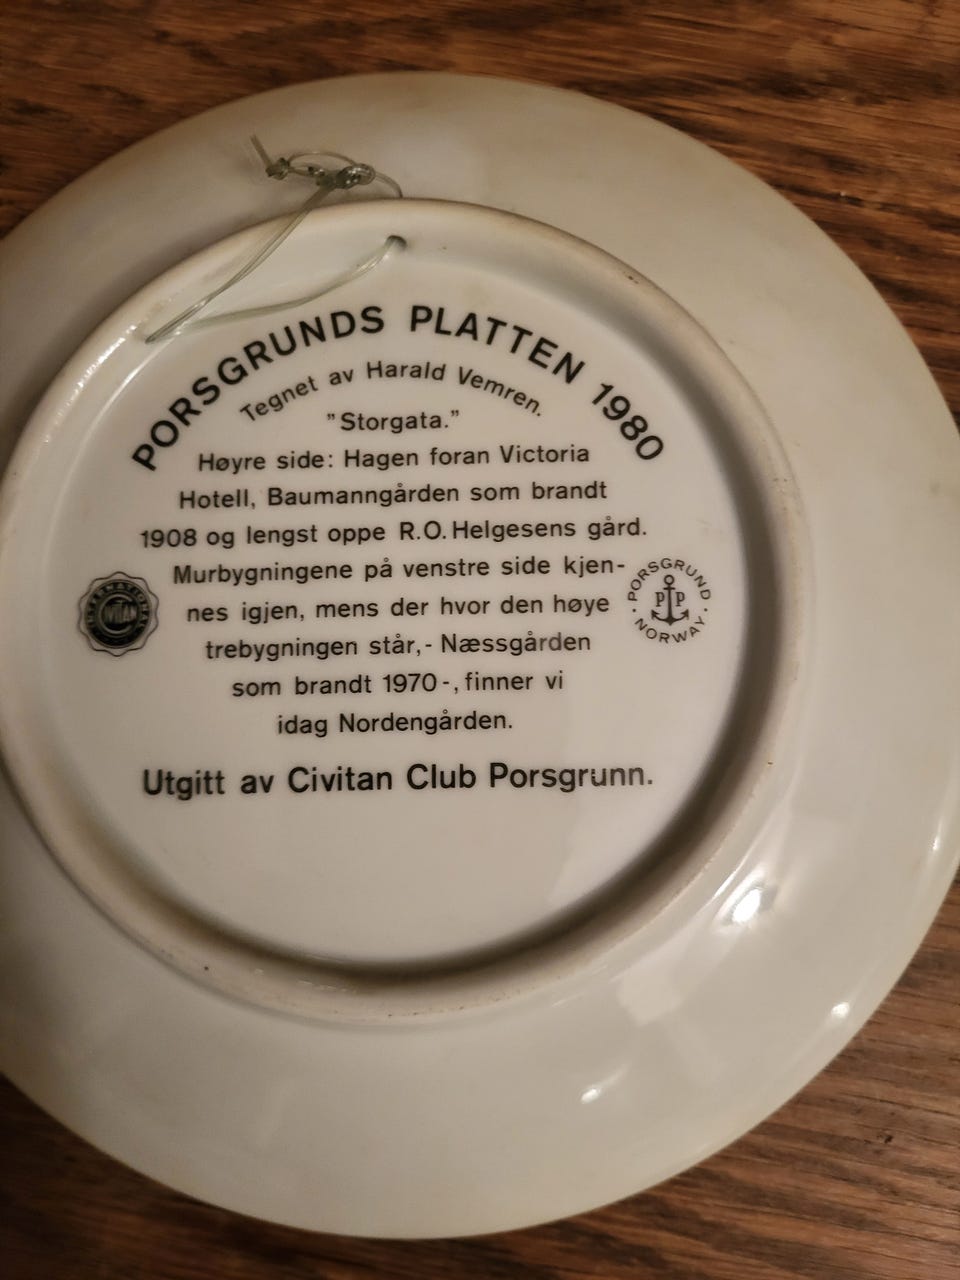 PORSGRUNDS PLATTEN 1980
Tegnet av Harald Vemren.
”Storgata.”
Høyre side: Hagen foran Victoria
Hotell, Baumanngården som brandt
1908 og lengst oppe R.O. Helgesens gård.
Murbygningene på venstre side kjen-
nes igjen, mens der hvor den høye
trebygningen står,- Næssgården
som brandt 1970-, finner vi
idag Nordengården.
Utgitt av Civitan Club Porsgrunn.
INTERNATIONAL
CIVITAN
PORSGRUND
P P
NORWAY